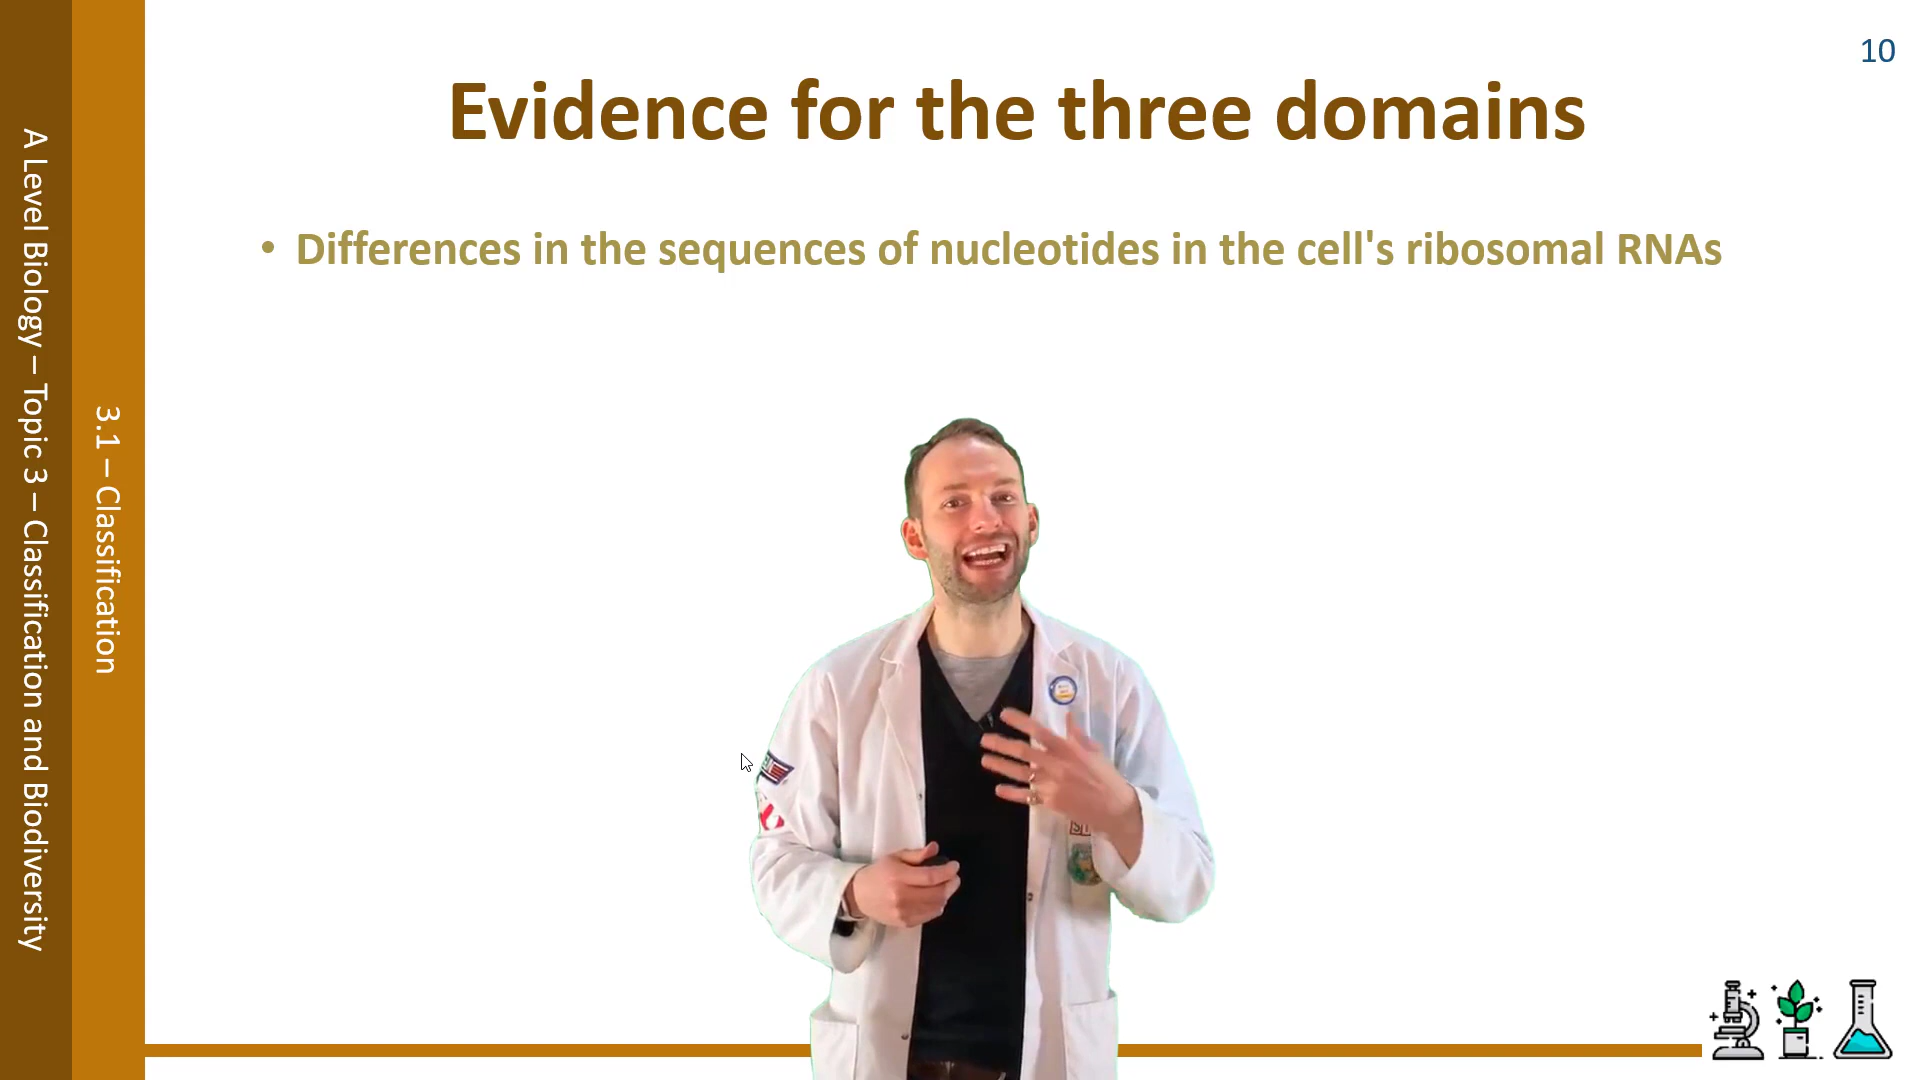 10
Evidence for the three domains
• Differences in the sequences of nucleotides in the cell's ribosomal RNAs
A Level Biology – Topic 3 – Classification and Biodiversity
3.1 – Classification